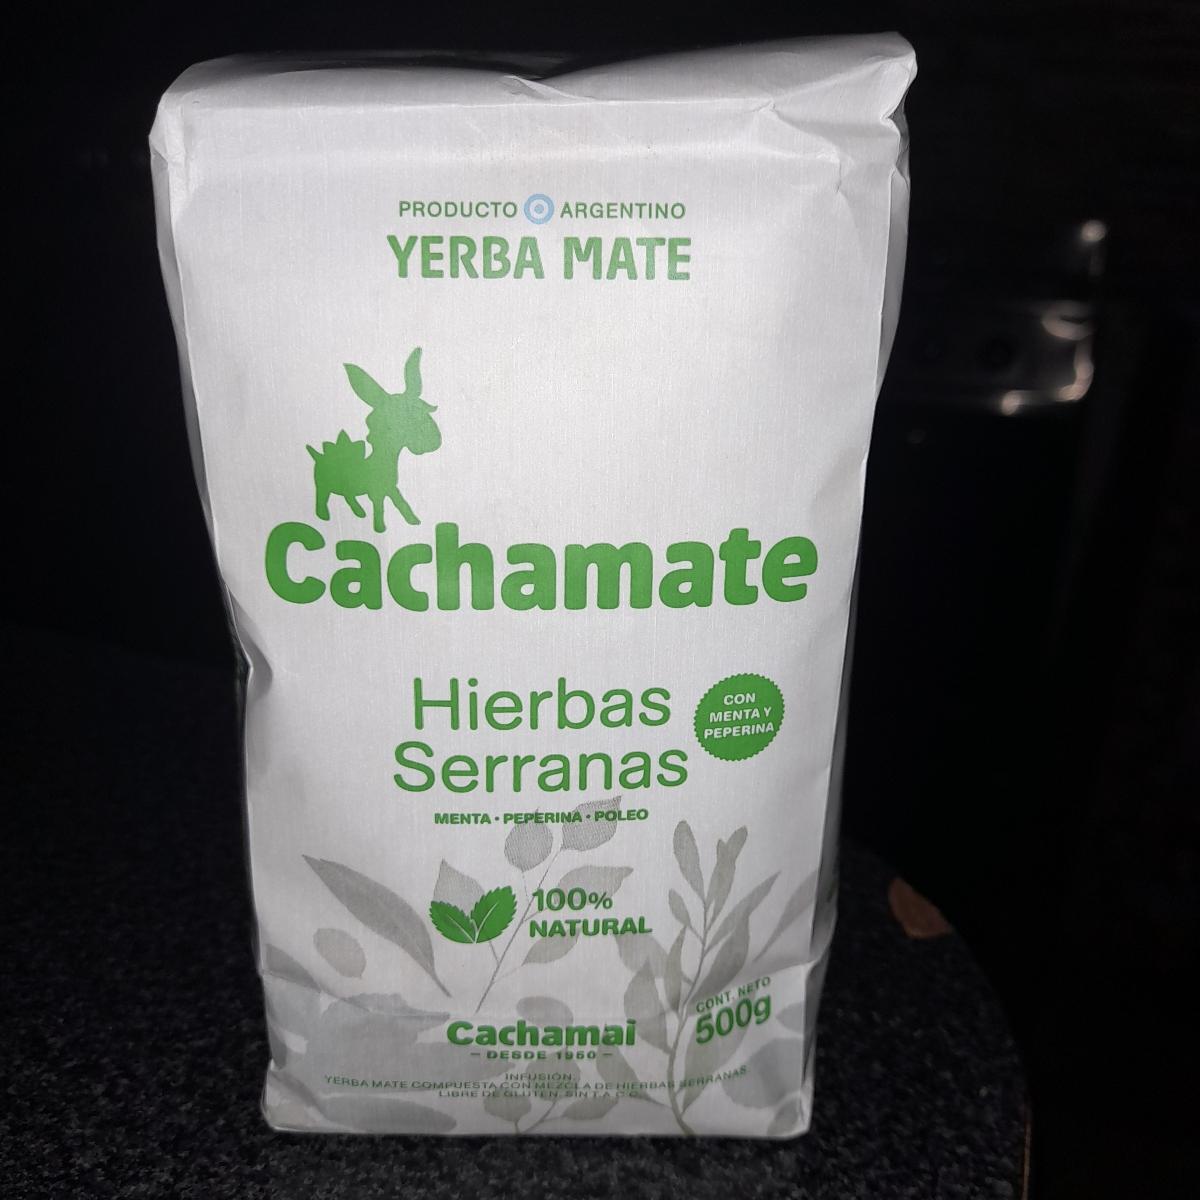 PRODUCTO ARGENTINO
YERBA MATE
Cachamate
Hierbas
Serranas
CON
MENTA Y
PEPERINA
MENTA · PEPERINA · POLEO
100%
NATURAL
CONT. NETO
500g
Cachamai
– DESDE 1950 –
INFUSIÓN.
YERBA MATE COMPUESTA CON MEZCLA DE HIERBAS SERRANAS
LIBRE DE GLUTEN. SIN T.A.C.C.